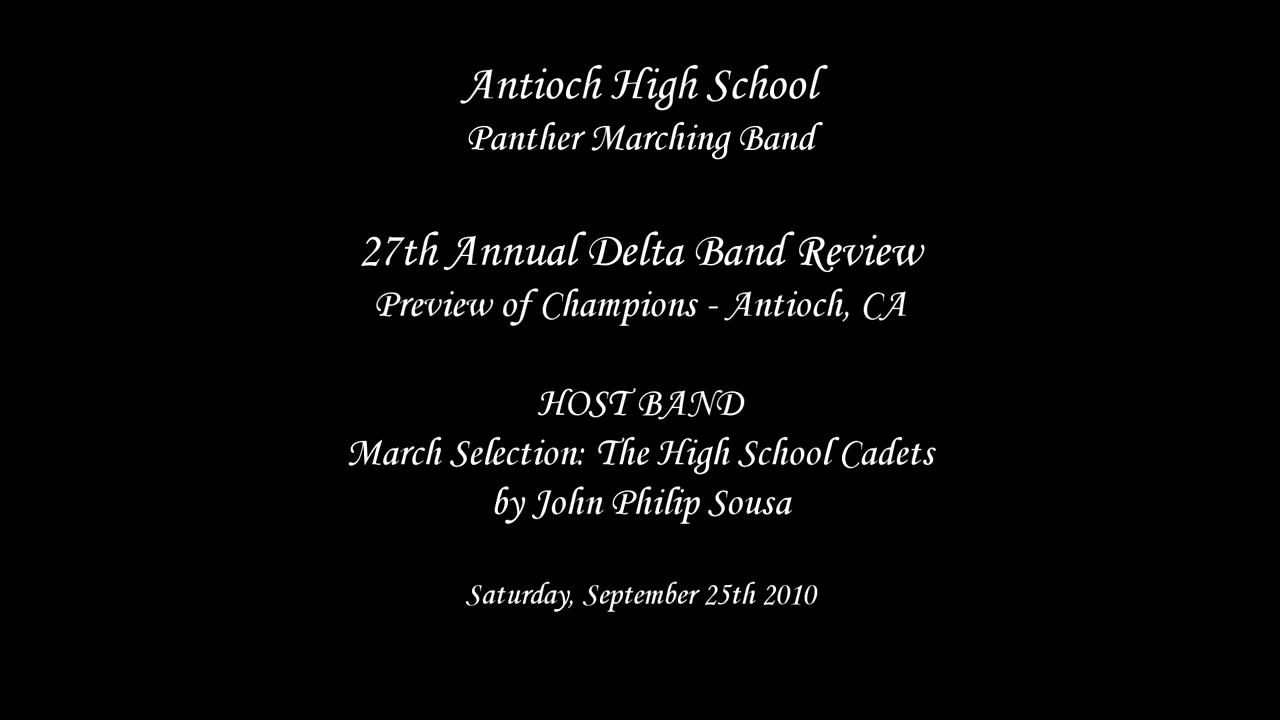 Antioch High School
Panther Marching Band
27th Annual Delta Band Review
Preview of Champions - Antioch, CA
HOST BAND
March Selection: The High School Cadets
by John Philip Sousa
Saturday, September 25th 2010